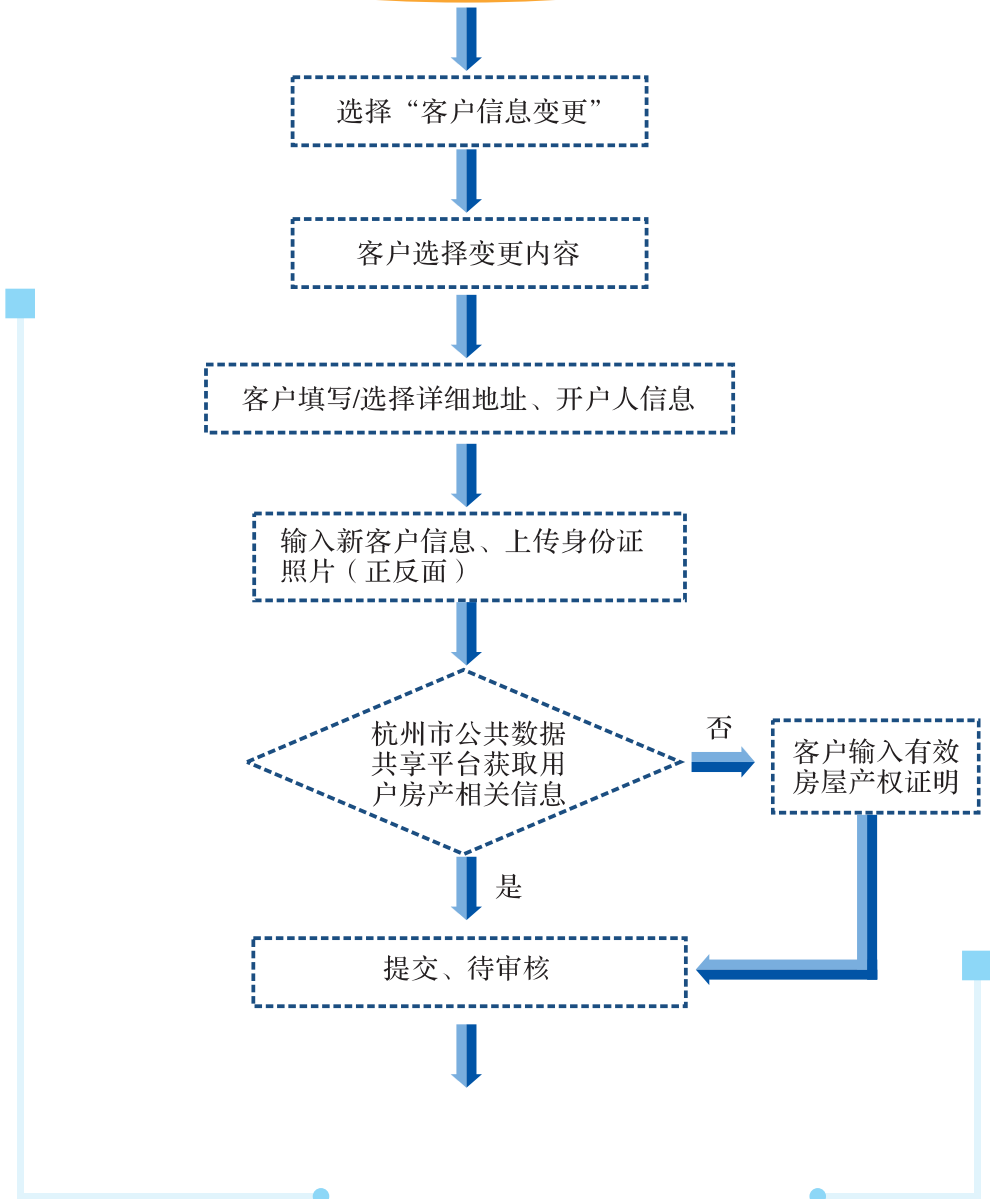 选择“客户信息变更”
客户选择变更内容
客户填写/选择详细地址、开户人信息
输入新客户信息、上传身份证
照片（正反面）
杭州市公共数据
共享平台获取用
户房产相关信息
否
客户输入有效
房屋产权证明
是
提交、待审核